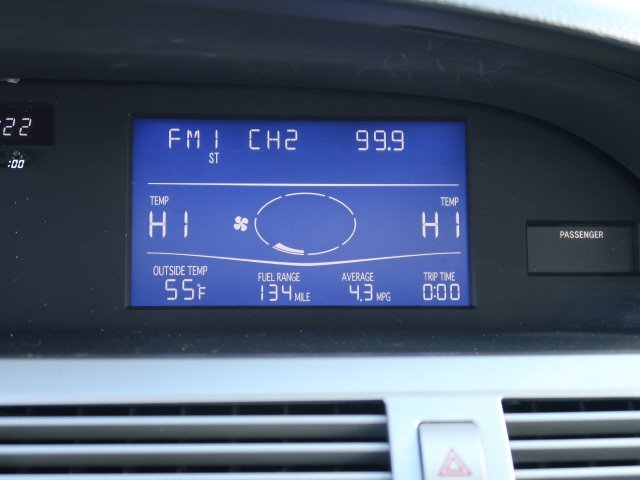 :22
:00
FM1 CH2 99.9
ST
TEMP TEMP
HI HI
PASSENGER
OUTSIDE TEMP FUEL RANGE AVERAGE TRIP TIME
55°F 134 MILE 4.3 MPG 0:00